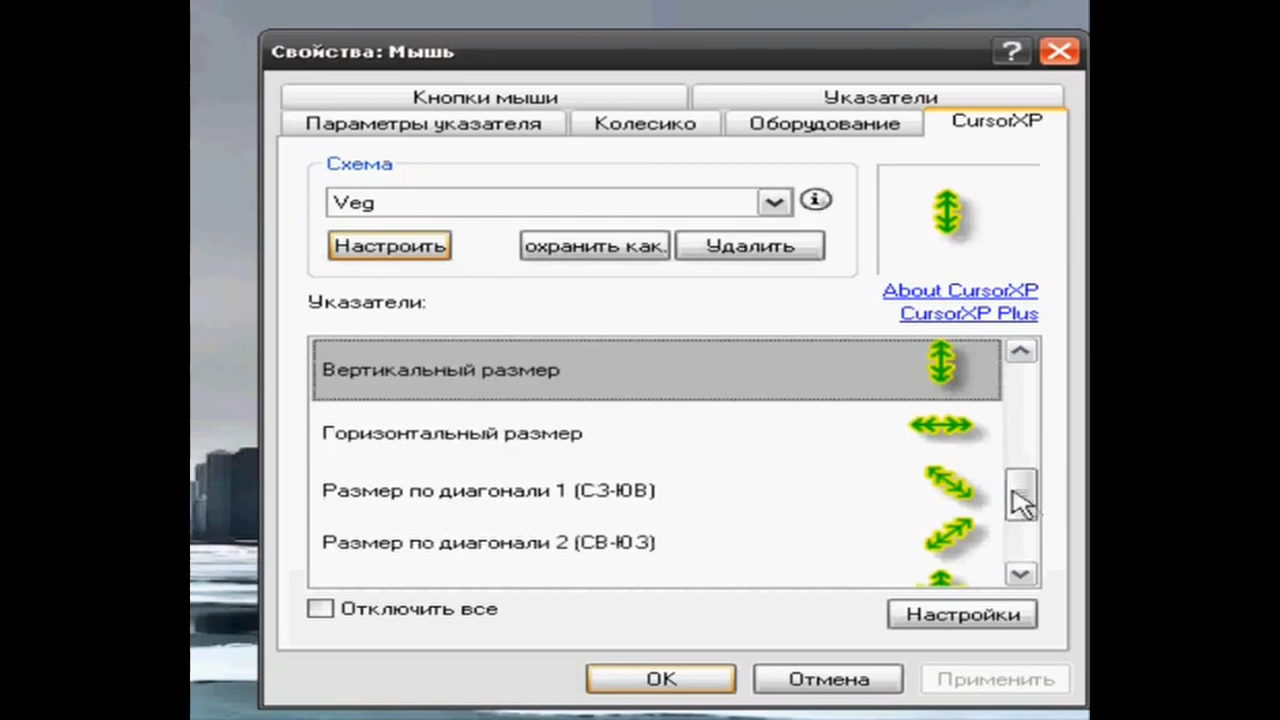 Свойства: Мышь
Кнопки мыши
Указатели
Параметры указателя
Колесико
Оборудование
CursorXP
Схема
Veg
Настроить
охранить как.
Удалить
About CursorXP
CursorXP Plus
Указатели:
Вертикальный размер
Горизонтальный размер
Размер по диагонали 1 (СЗ-ЮВ)
Размер по диагонали 2 (СВ-ЮЗ)
Отключить все
Настройки
OK
Отмена
Применить